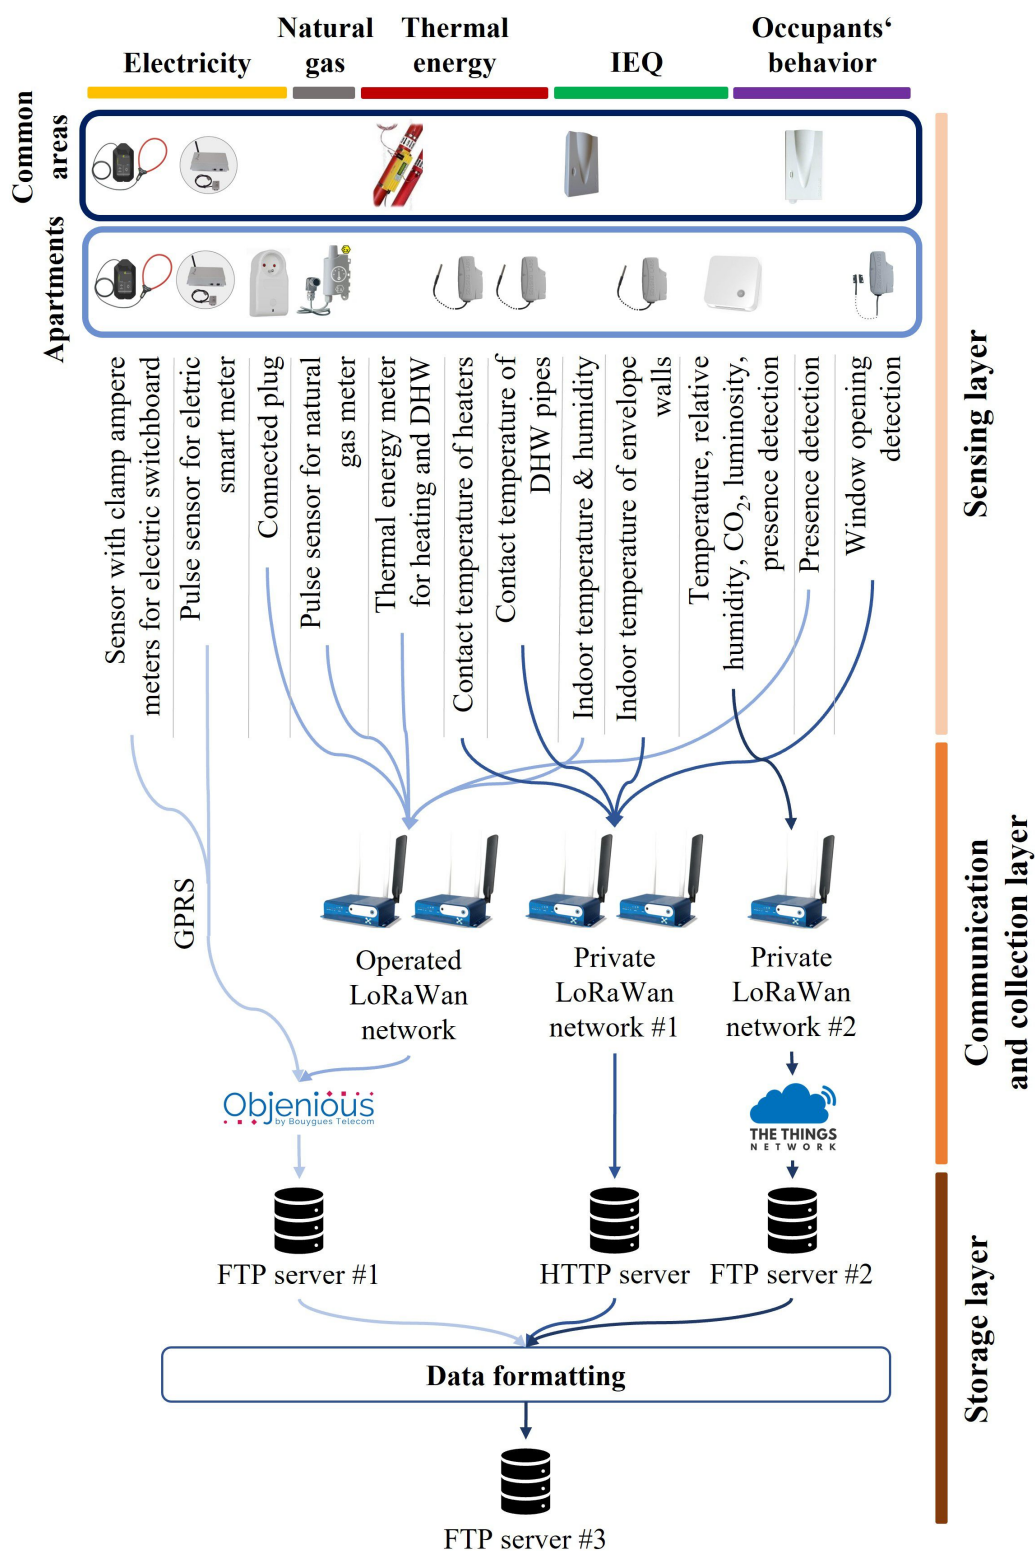 Electricity
Natural
gas
Thermal
energy
IEQ
Occupants‘
behavior
Common
areas
Apartments
Sensor with clamp ampere
meters for electric switchboard
Pulse sensor for eletric
smart meter
Connected plug
Pulse sensor for natural
gas meter
Thermal energy meter
for heating and DHW
Contact temperature of heaters
Contact temperature of
DHW pipes
Indoor temperature & humidity
Indoor temperature of envelope
walls
Temperature, relative
humidity, CO₂, luminosity,
presence detection
Presence detection
Window opening
detection
Sensing layer
GPRS
Operated
LoRaWan
network
Private
LoRaWan
network #1
Private
LoRaWan
network #2
Communication
and collection layer
Objenious
by Bouygues Telecom
THE THINGS
NETWORK
FTP server #1
HTTP server
FTP server #2
Data formatting
FTP server #3
Storage layer